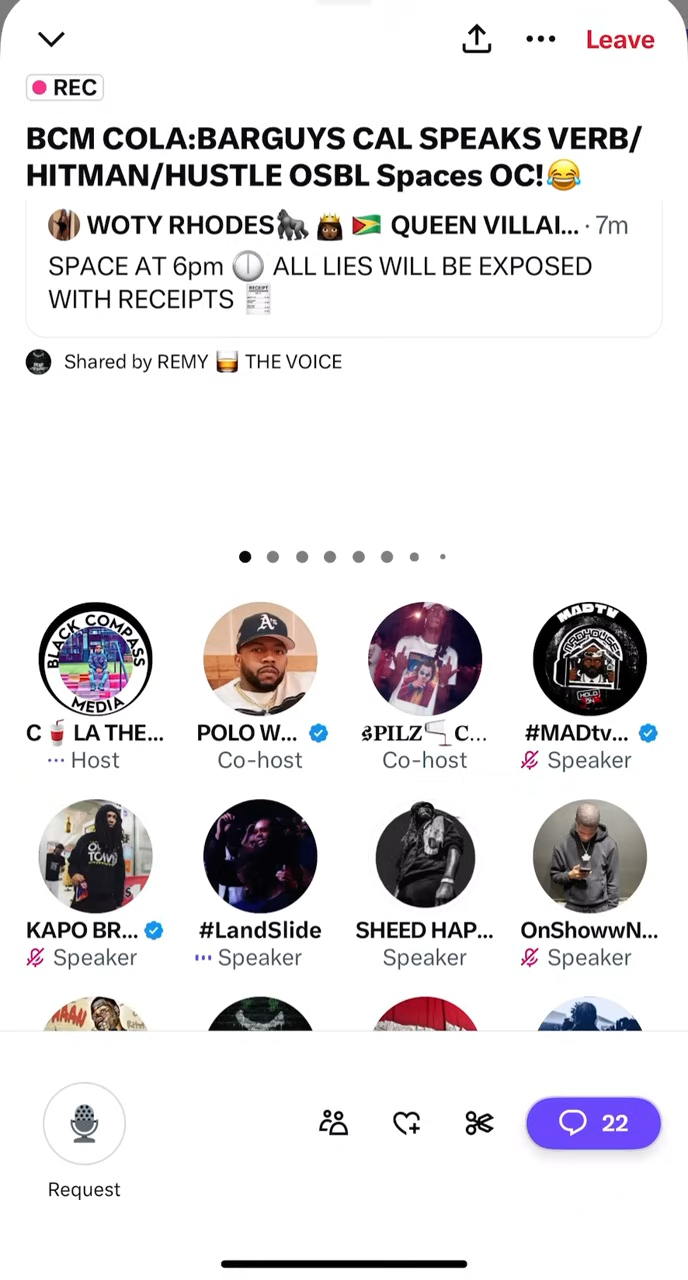 Leave
REC
BCM COLA:BARGUYS CAL SPEAKS VERB/
HITMAN/HUSTLE OSBL Spaces OC!😂
WOTY RHODES🦍 👸🏾 🇬🇾 QUEEN VILLAI... · 7m
SPACE AT 6pm 🕕 ALL LIES WILL BE EXPOSED
WITH RECEIPTS 🧾
Shared by REMY 🥃 THE VOICE
BLACK COMPASS
MEDIA
A's
MADTV
MADHOUSE
HOLD
C🥤LA THE...
POLO W...
𝕾PILZ🚬 C...
#MADtv...
Host
Co-host
Co-host
Speaker
KAPO BR...
#LandSlide
SHEED HAP...
OnShowwN...
Speaker
Speaker
Speaker
Speaker
22
Request